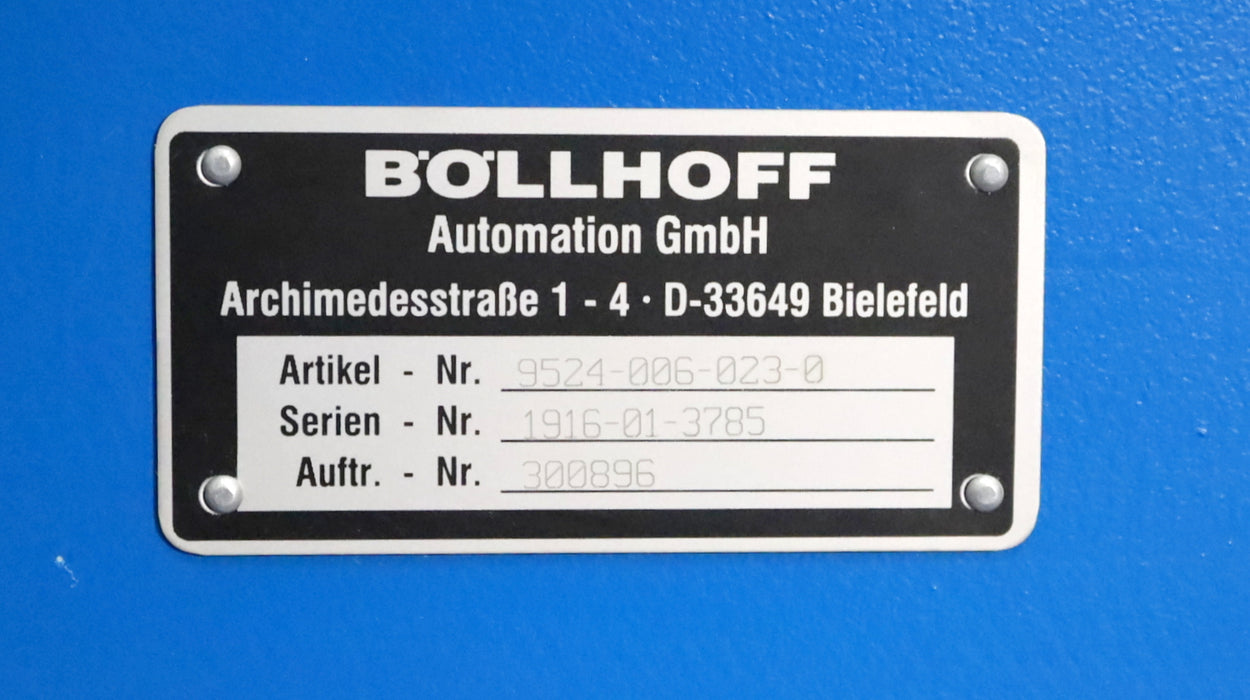 BÖLLHOFF
Automation GmbH
Archimedesstraße 1 - 4 · D-33649 Bielefeld
Artikel - Nr. 9524-006-023-0
Serien - Nr. 1916-01-3785
Auftr. - Nr. 300896